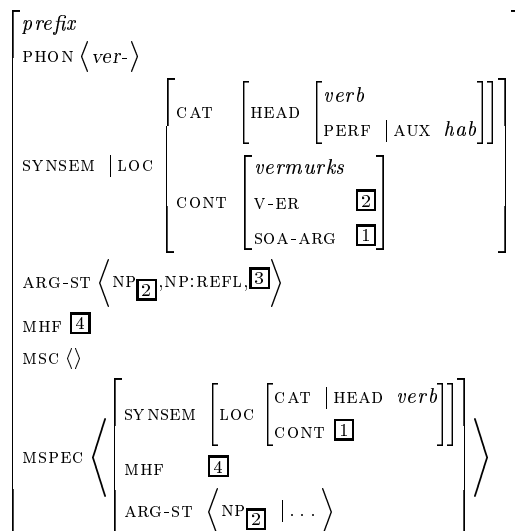 prefix
PHON ⟨ver-⟩
SYNSEM | LOC
CAT [HEAD [verb
PERF | AUX hab]]
CONT [vermurks
V-ER 2
SOA-ARG 1]
ARG-ST ⟨NP2,NP:REFL,3⟩
MHF 4
MSC ⟨⟩
MSPEC ⟨
SYNSEM [LOC [CAT | HEAD verb
CONT 1]]
MHF 4
ARG-ST ⟨NP2 |...⟩
⟩